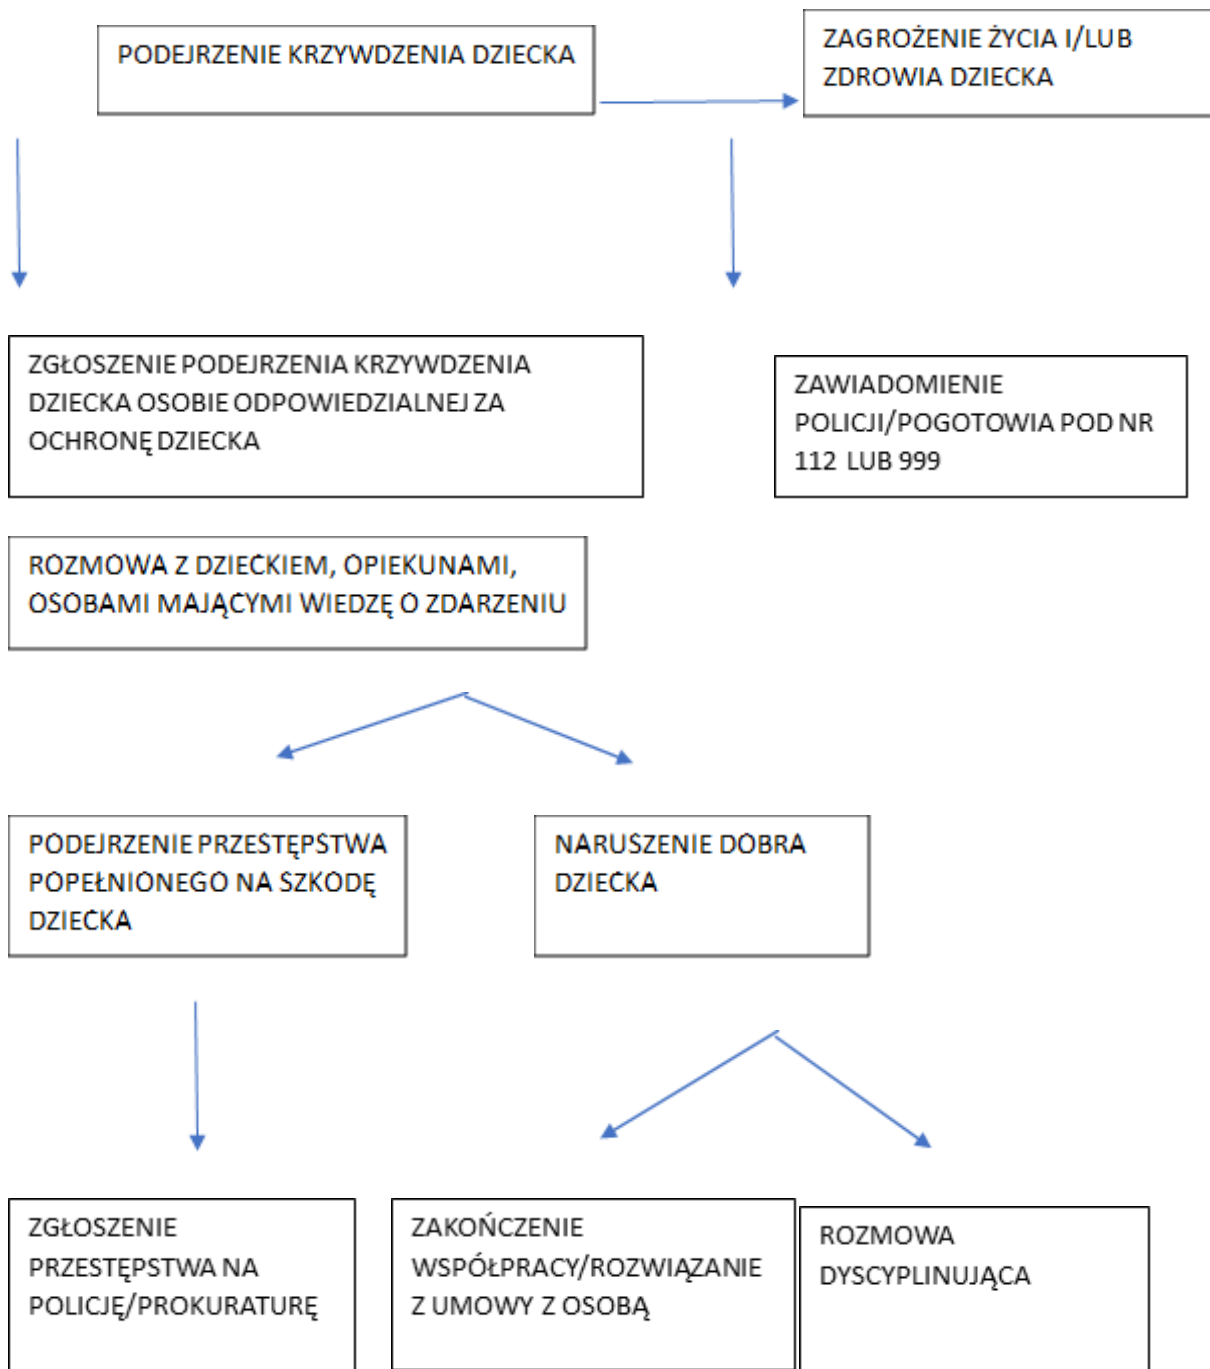 PODEJRZENIE KRZYWDZENIA DZIECKA
ZAGROŻENIE ŻYCIA I/LUB
ZDROWIA DZIECKA
ZGŁOSZENIE PODEJRZENIA KRZYWDZENIA
DZIECKA OSOBIE ODPOWIEDZIALNEJ ZA
OCHRONĘ DZIECKA
ZAWIADOMIENIE
POLICJI/POGOTOWIA POD NR
112 LUB 999
ROZMOWA Z DZIECKIEM, OPIEKUNAMI,
OSOBAMI MAJĄCYMI WIEDZĘ O ZDARZENIU
PODEJRZENIE PRZESTĘPSTWA
POPEŁNIONEGO NA SZKODĘ
DZIECKA
NARUSZENIE DOBRA
DZIECKA
ZGŁOSZENIE
PRZESTĘPSTWA NA
POLICJĘ/PROKURATURĘ
ZAKOŃCZENIE
WSPÓŁPRACY/ROZWIĄZANIE
Z UMOWY Z OSOBĄ
ROZMOWA
DYSCYPLINUJĄCA